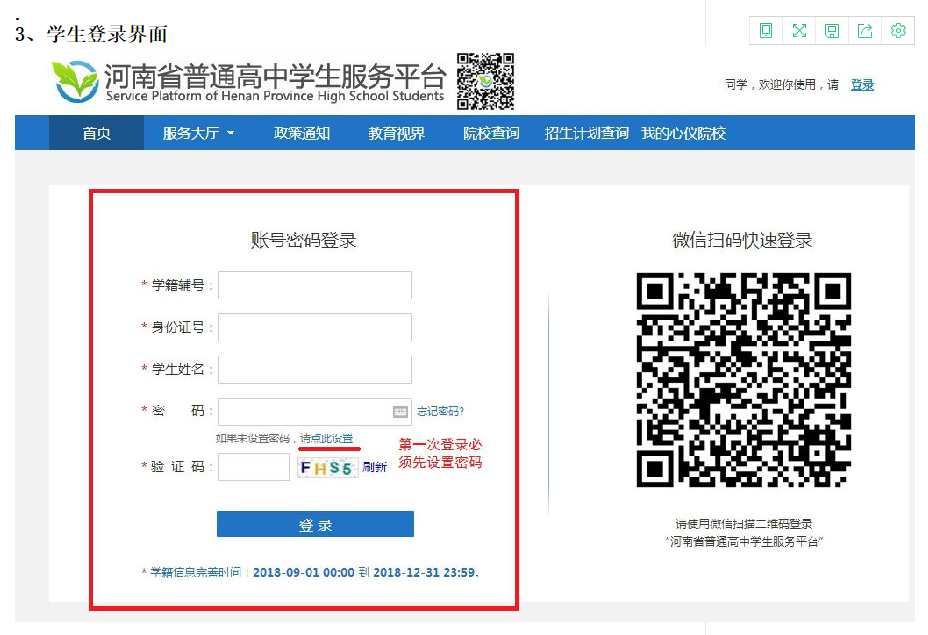 3、学生登录界面
河南省普通高中学生服务平台
Service Platform of Henan Province High School Students
同学，欢迎你使用，请 登录
首页 服务大厅 政策通知 教育视界 院校查询 招生计划查询 我的心仪院校
账号密码登录
* 学籍辅号：
* 身份证号：
* 学生姓名：
* 密 码： 忘记密码?
如果未设置密码，请点此设置
第一次登录必
须先设置密码
* 验 证 码： FHS5 刷新
登 录
* 学籍信息完善时间：2018-09-01 00:00 到 2018-12-31 23:59。
微信扫码快速登录
请使用微信扫描二维码登录
“河南省普通高中学生服务平台”